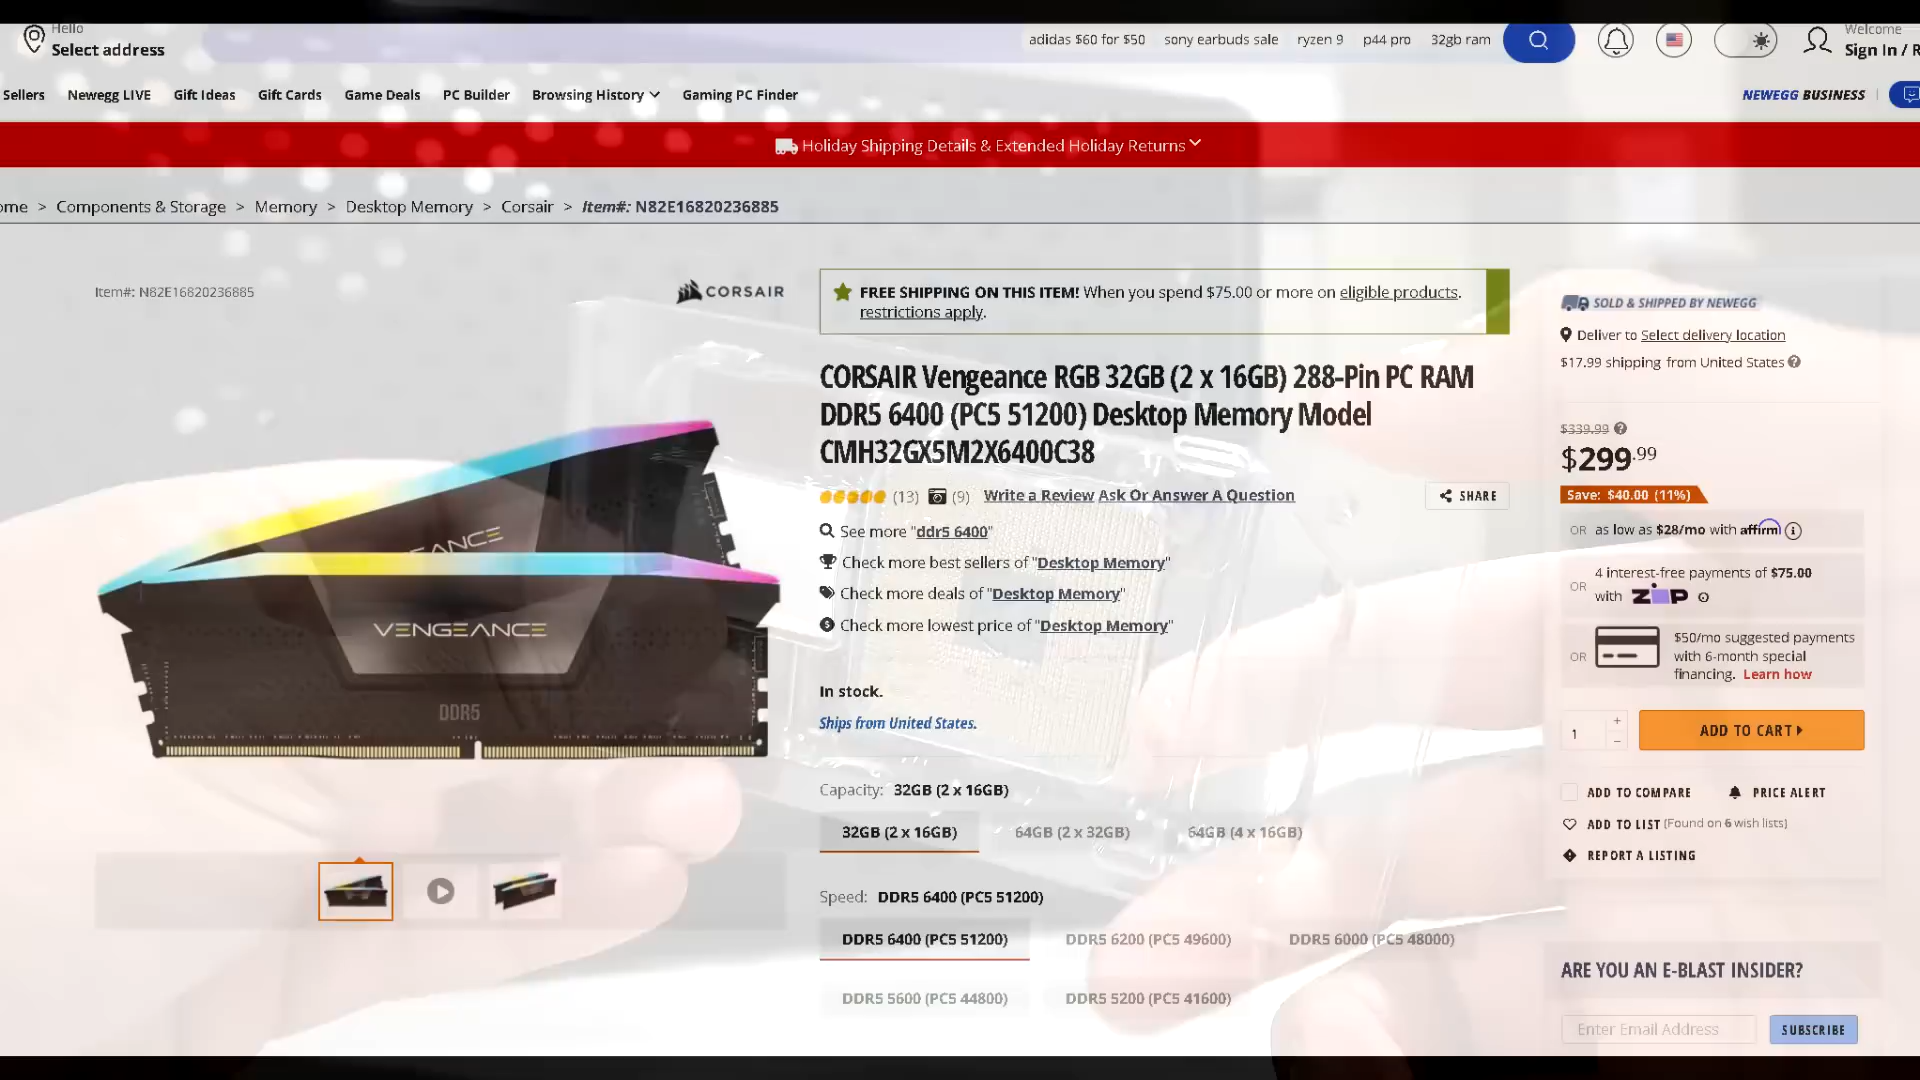 Hello
Select address
adidas $60 for $50 sony earbuds sale ryzen 9 p44 pro 32gb ram
Welcome
Sign In / R
Sellers Newegg LIVE Gift Ideas Gift Cards Game Deals PC Builder Browsing History Gaming PC Finder
NEWEGG BUSINESS
Holiday Shipping Details & Extended Holiday Returns
ome > Components & Storage > Memory > Desktop Memory > Corsair > Item#: N82E16820236885
Item#: N82E16820236885
CORSAIR
VENGEANCE
DDR5
FREE SHIPPING ON THIS ITEM! When you spend $75.00 or more on eligible products.
restrictions apply.
CORSAIR Vengeance RGB 32GB (2 x 16GB) 288-Pin PC RAM
DDR5 6400 (PC5 51200) Desktop Memory Model
CMH32GX5M2X6400C38
(13) (9) Write a Review Ask Or Answer A Question
SHARE
See more "ddr5 6400"
Check more best sellers of "Desktop Memory"
Check more deals of "Desktop Memory"
Check more lowest price of "Desktop Memory"
In stock.
Ships from United States.
Capacity: 32GB (2 x 16GB)
32GB (2 x 16GB) 64GB (2 x 32GB) 64GB (4 x 16GB)
Speed: DDR5 6400 (PC5 51200)
DDR5 6400 (PC5 51200) DDR5 6200 (PC5 49600) DDR5 6000 (PC5 48000)
DDR5 5600 (PC5 44800) DDR5 5200 (PC5 41600)
SOLD & SHIPPED BY NEWEGG
Deliver to Select delivery location
$17.99 shipping from United States
$339.99
$299.99
Save: $40.00 (11%)
OR as low as $28/mo with affirm
OR 4 interest-free payments of $75.00
with ZIP
OR $50/mo suggested payments
with 6-month special
financing. Learn how
1 ADD TO CART
ADD TO COMPARE PRICE ALERT
ADD TO LIST (Found on 6 wish lists)
REPORT A LISTING
ARE YOU AN E-BLAST INSIDER?
Enter Email Address SUBSCRIBE